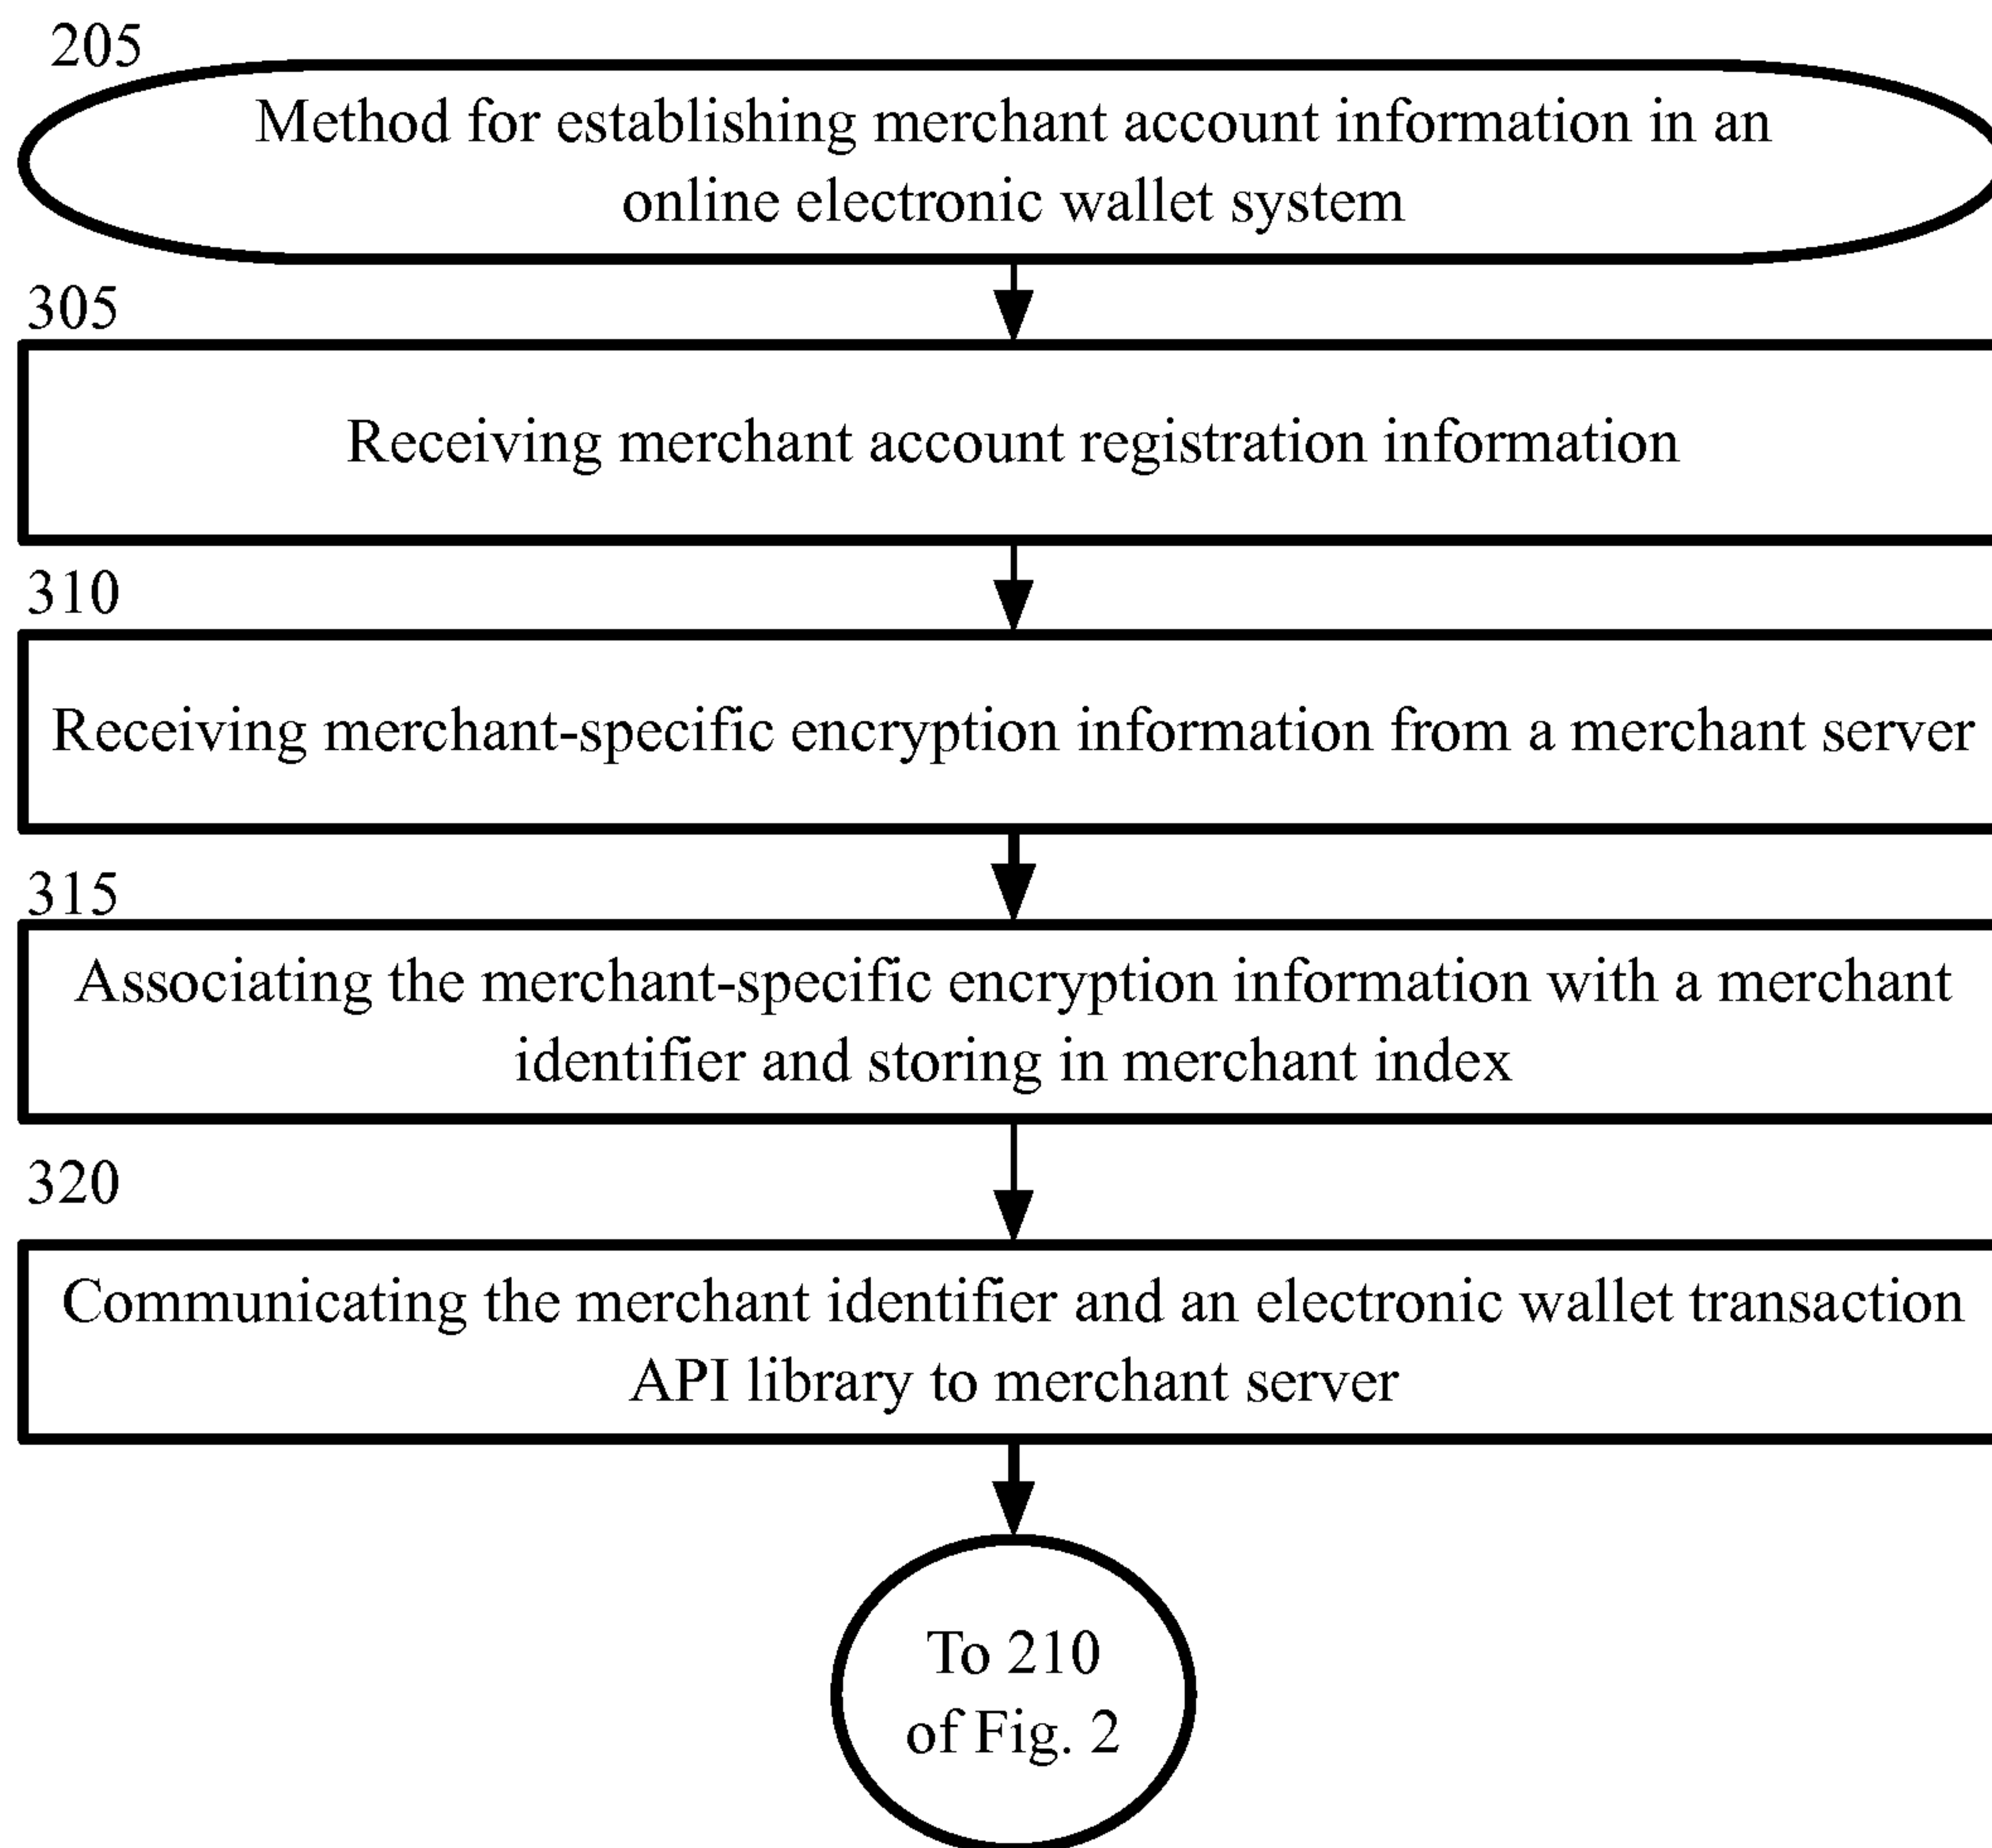 205
Method for establishing merchant account information in an
online electronic wallet system
305
Receiving merchant account registration information
310
Receiving merchant-specific encryption information from a merchant server
315
Associating the merchant-specific encryption information with a merchant
identifier and storing in merchant index
320
Communicating the merchant identifier and an electronic wallet transaction
API library to merchant server
To 210
of Fig. 2